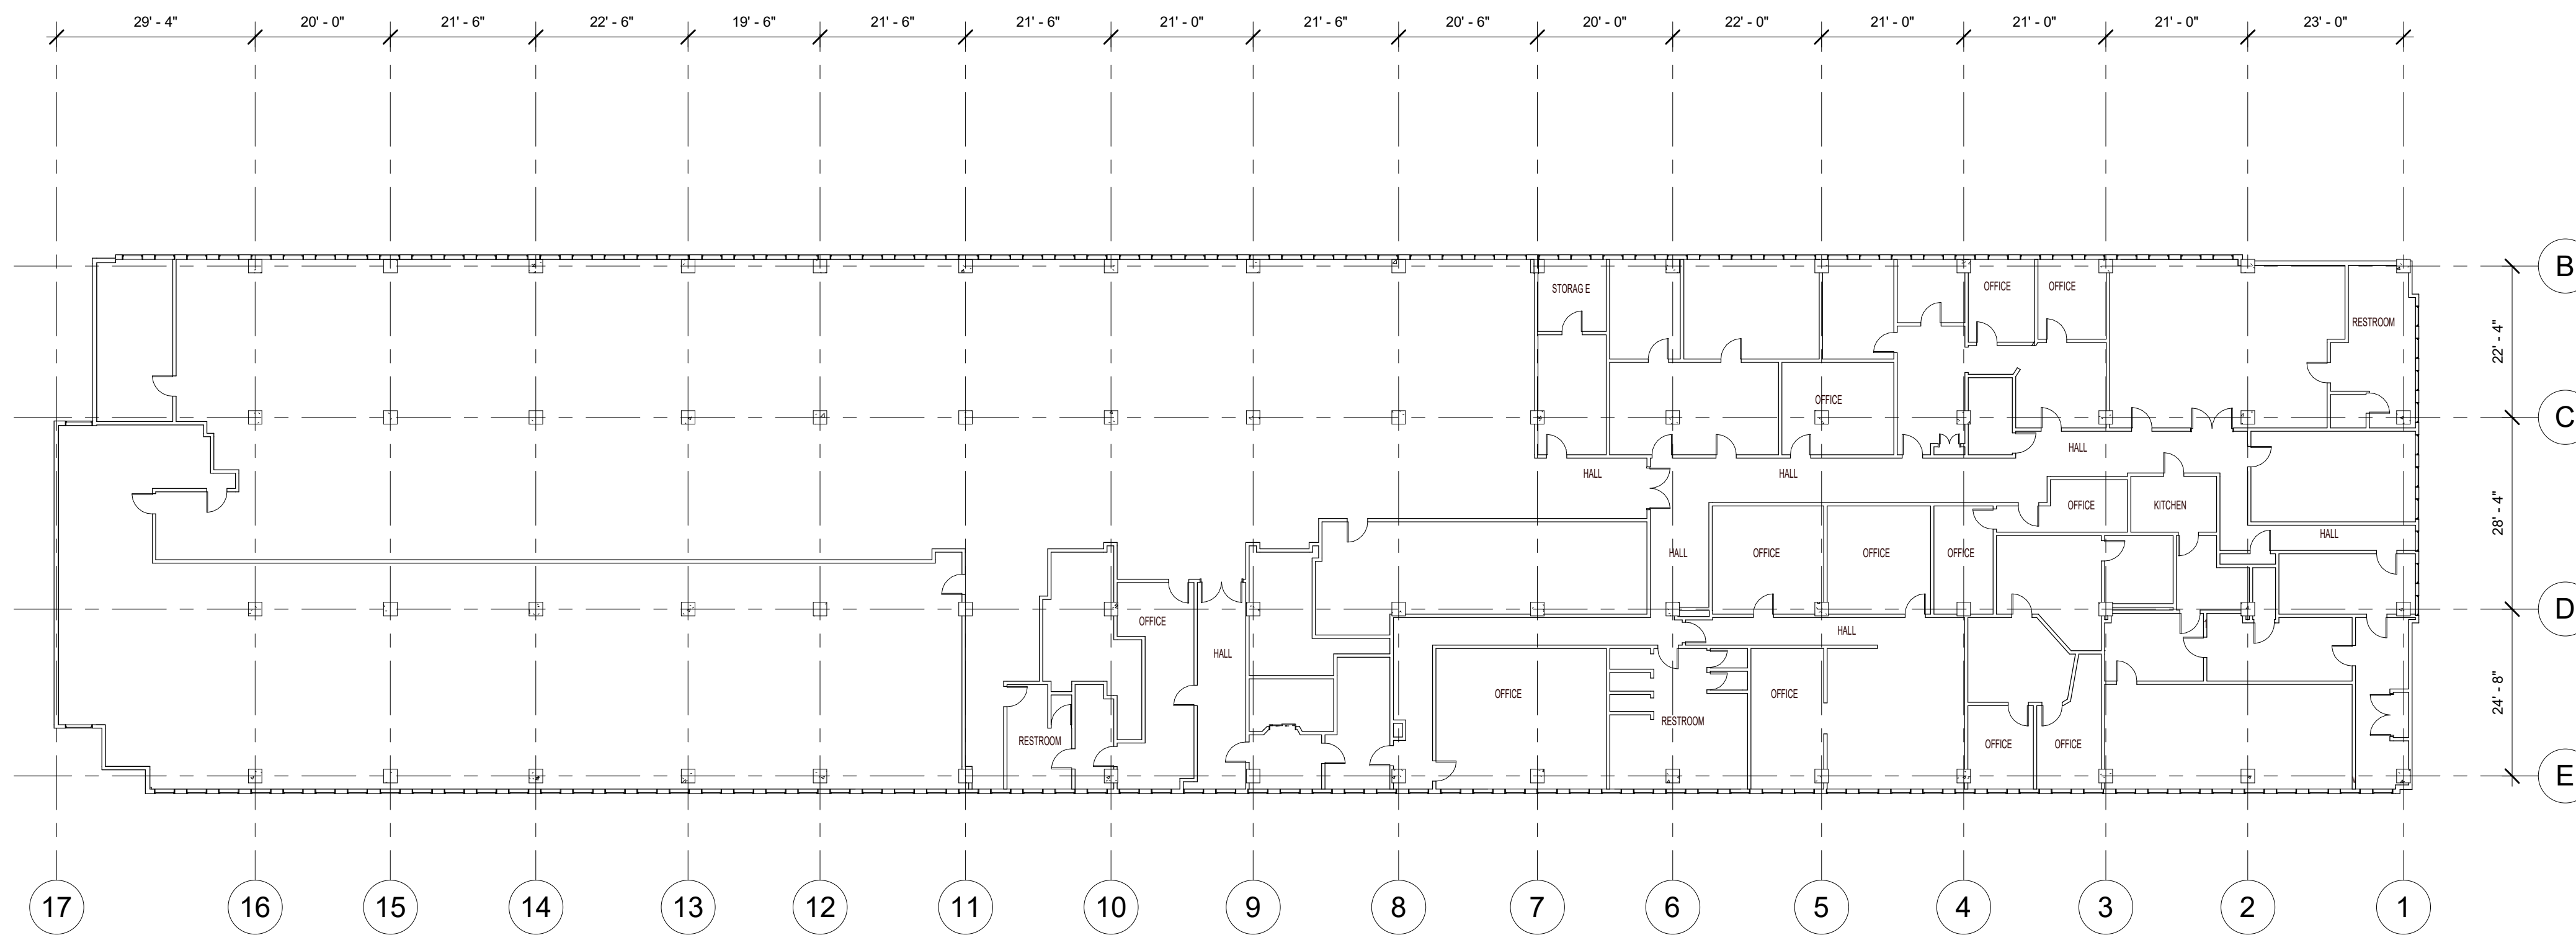 29' - 4"
20' - 0"
21' - 6"
22' - 6"
19' - 6"
21' - 6"
21' - 6"
21' - 0"
21' - 6"
20' - 6"
20' - 0"
22' - 0"
21' - 0"
21' - 0"
21' - 0"
23' - 0"
B
STORAG E
OFFICE
OFFICE
RESTROOM
22' - 4"
OFFICE
C
HALL
HALL
HALL
28' - 4"
OFFICE
KITCHEN
HALL
HALL
OFFICE
OFFICE
OFFICE
D
OFFICE
HALL
HALL
OFFICE
OFFICE
24' - 8"
RESTROOM
RESTROOM
OFFICE
OFFICE
E
17
16
15
14
13
12
11
10
9
8
7
6
5
4
3
2
1